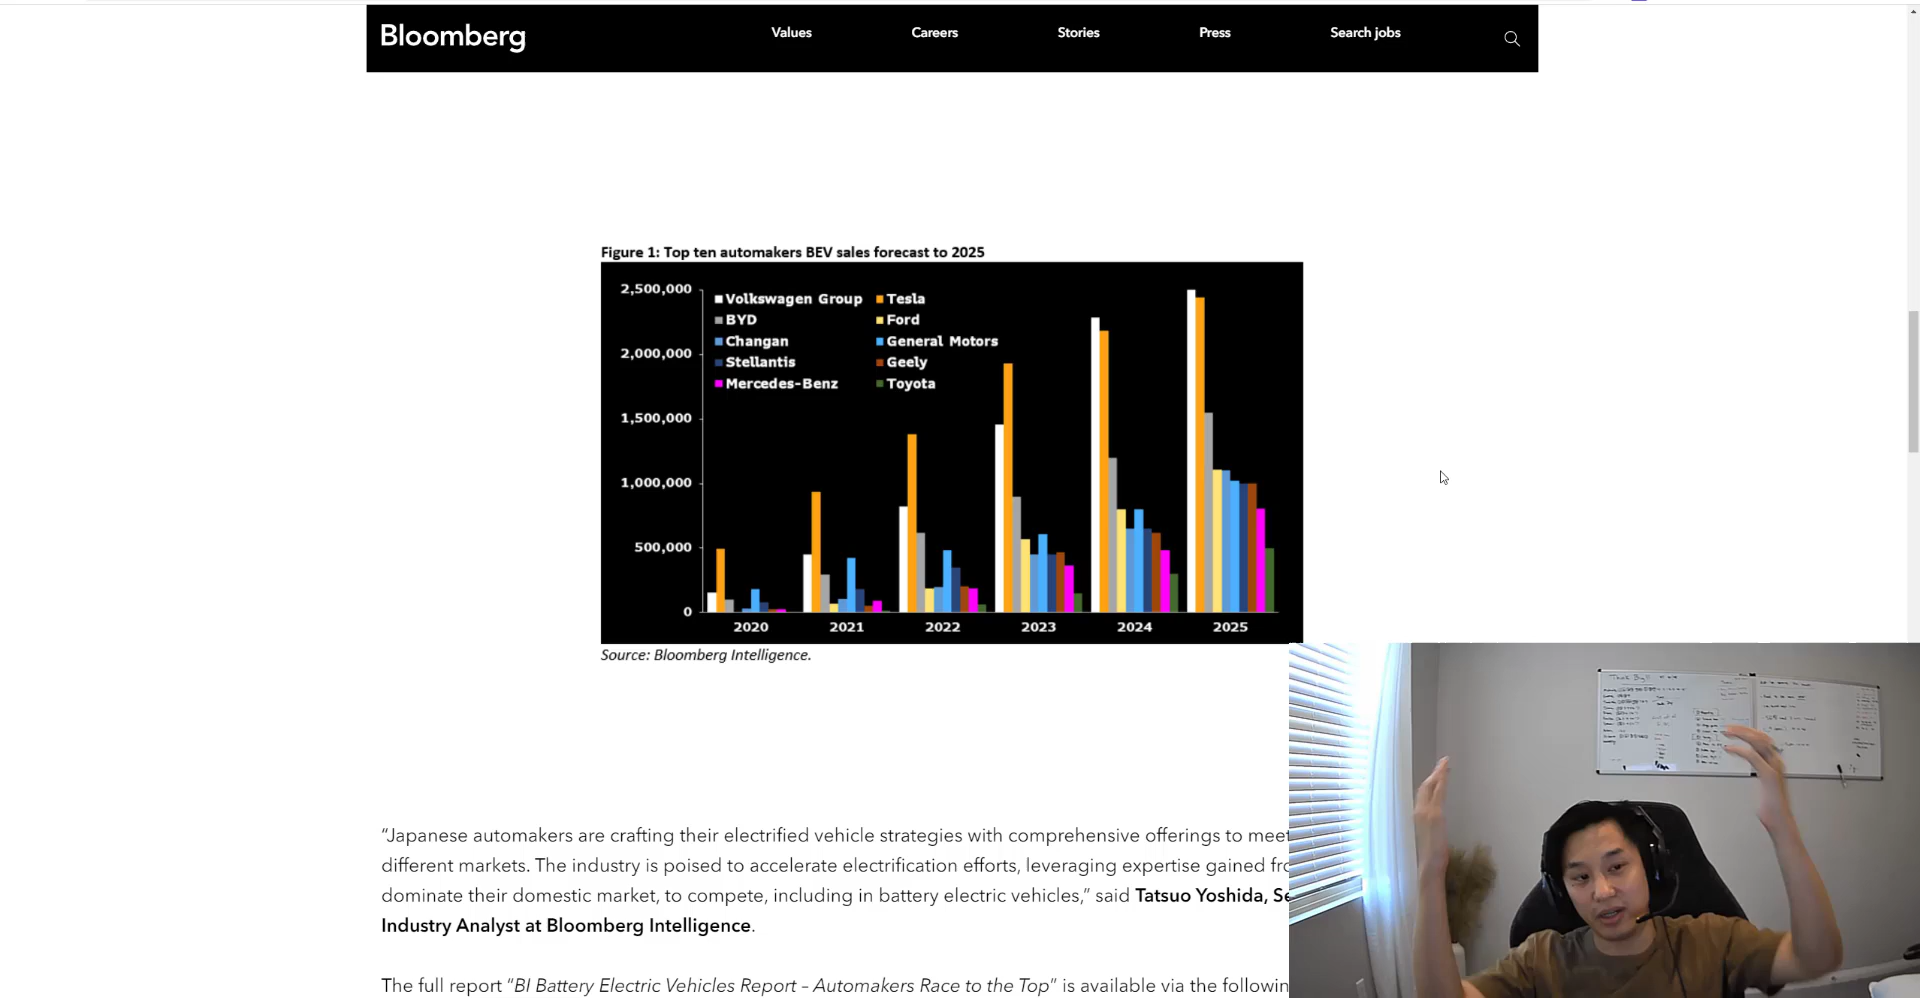 Bloomberg
Values Careers Stories Press Search jobs
Figure 1: Top ten automakers BEV sales forecast to 2025
2,500,000
2,000,000
1,500,000
1,000,000
500,000
0
Volkswagen Group Tesla
BYD Ford
Changan General Motors
Stellantis Geely
Mercedes-Benz Toyota
2020 2021 2022 2023 2024 2025
Source: Bloomberg Intelligence.
“Japanese automakers are crafting their electrified vehicle strategies with comprehensive offerings to meet
different markets. The industry is poised to accelerate electrification efforts, leveraging expertise gained
dominate their domestic market, to compete, including in battery electric vehicles,” said Tatsuo Yoshida,
Industry Analyst at Bloomberg Intelligence.
The full report “BI Battery Electric Vehicles Report – Automakers Race to the Top” is available via the
Think Big!!